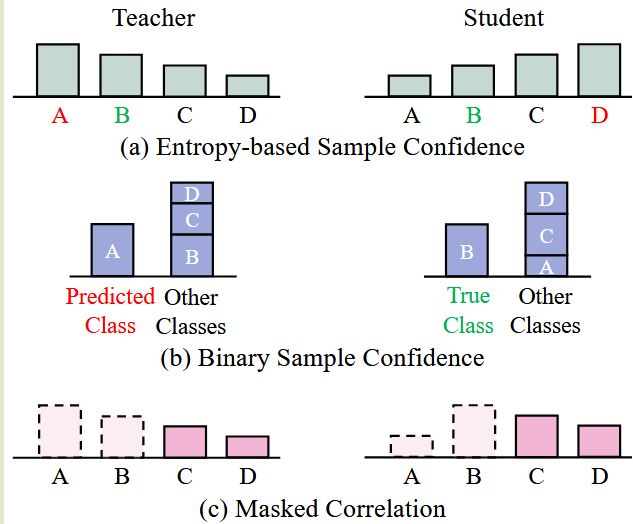 Teacher Student
A B C D A B C D
(a) Entropy-based Sample Confidence
D D
C C
A B B A
Predicted Other True Other
Class Classes Class Classes
(b) Binary Sample Confidence
A B C D A B C D
(c) Masked Correlation